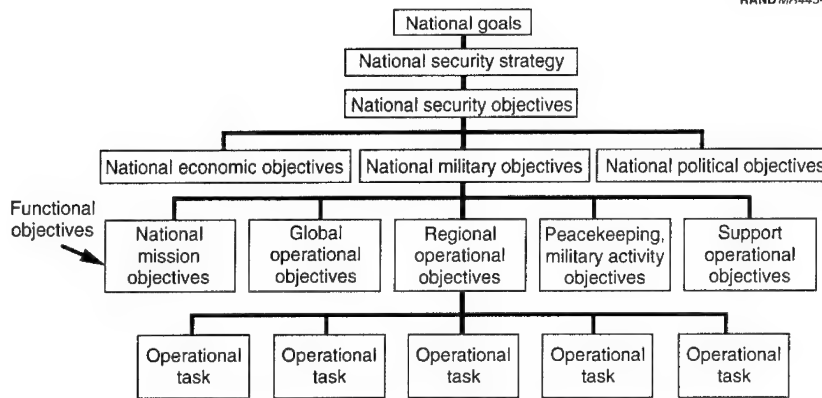 National goals
National security strategy
National security objectives
National economic objectives
National military objectives
National political objectives
Functional
objectives
National
mission
objectives
Global
operational
objectives
Regional
operational
objectives
Peacekeeping,
military activity
objectives
Support
operational
objectives
Operational
task
Operational
task
Operational
task
Operational
task
Operational
task